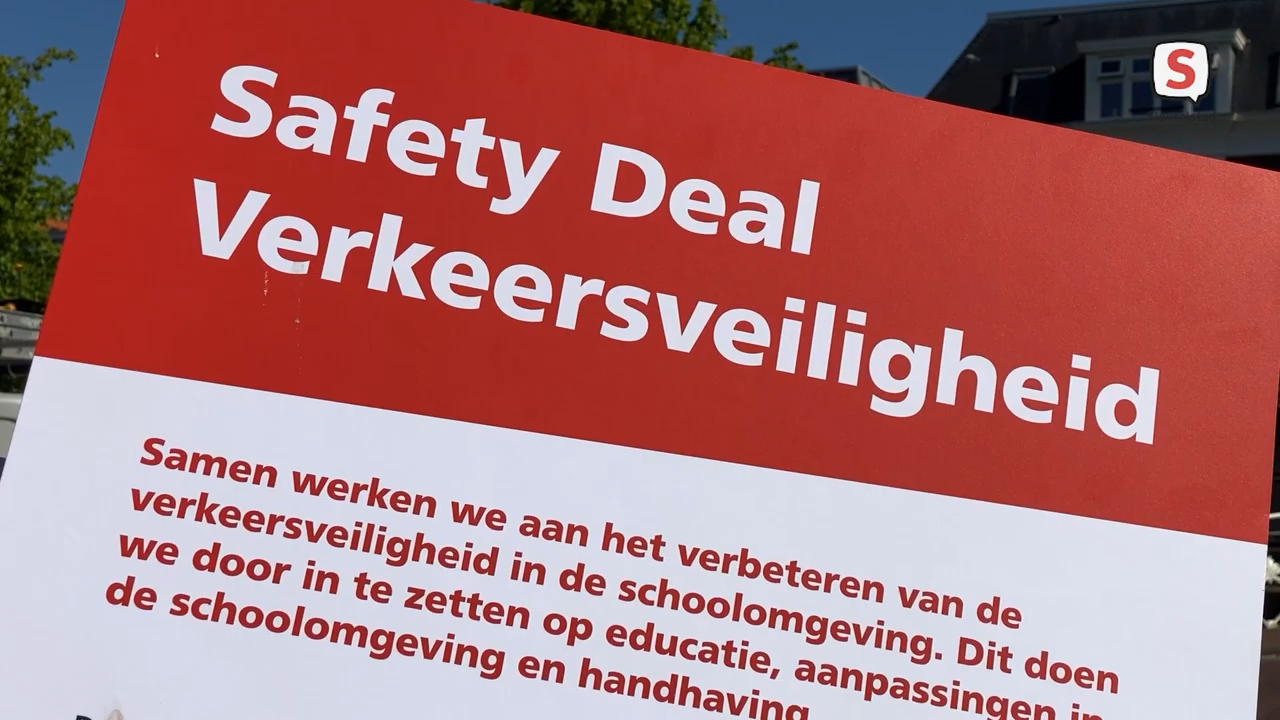 S
Safety Deal
Verkeersveiligheid
Samen werken we aan het verbeteren van de
verkeersveiligheid in de schoolomgeving. Dit doen
we door in te zetten op educatie, aanpassingen in
de schoolomgeving en handhaving